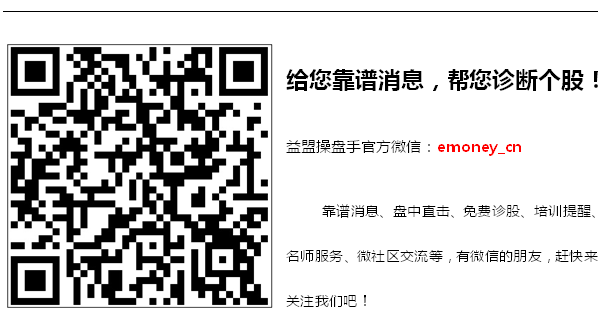 给您靠谱消息，帮您诊断个股！
益盟操盘手官方微信：emoney_cn
靠谱消息、盘中直击、免费诊股、培训提醒、
名师服务、微社区交流等，有微信的朋友，赶快来
关注我们吧！